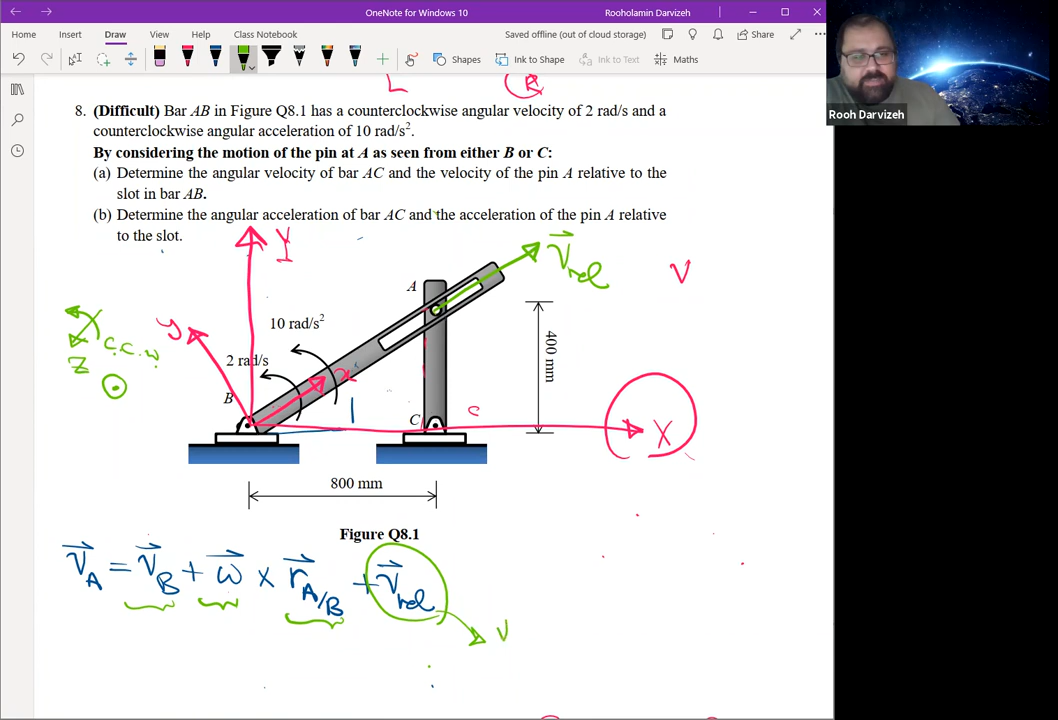 OneNote for Windows 10
Rooholamin Darvizeh
Home Insert Draw View Help Class Notebook
Saved offline (out of cloud storage)
Share
Shapes
Ink to Shape
Ink to Text
Maths
Rooh Darvizeh
8. (Difficult) Bar AB in Figure Q8.1 has a counterclockwise angular velocity of 2 rad/s and a
counterclockwise angular acceleration of 10 rad/s².
By considering the motion of the pin at A as seen from either B or C:
(a) Determine the angular velocity of bar AC and the velocity of the pin A relative to the
slot in bar AB.
(b) Determine the angular acceleration of bar AC and the acceleration of the pin A relative
to the slot.
Y
V⃗rel
V
A
10 rad/s²
y
C.C.W.
Z
2 rad/s
x
400 mm
B
C
X
800 mm
Figure Q8.1
V⃗A = V⃗B + ω⃗ × r⃗A/B + V⃗rel
V